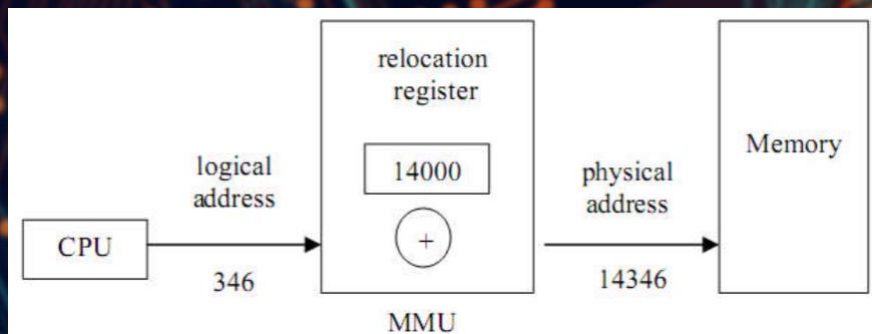 relocation
register
14000
+
MMU
logical
address
346
CPU
physical
address
14346
Memory